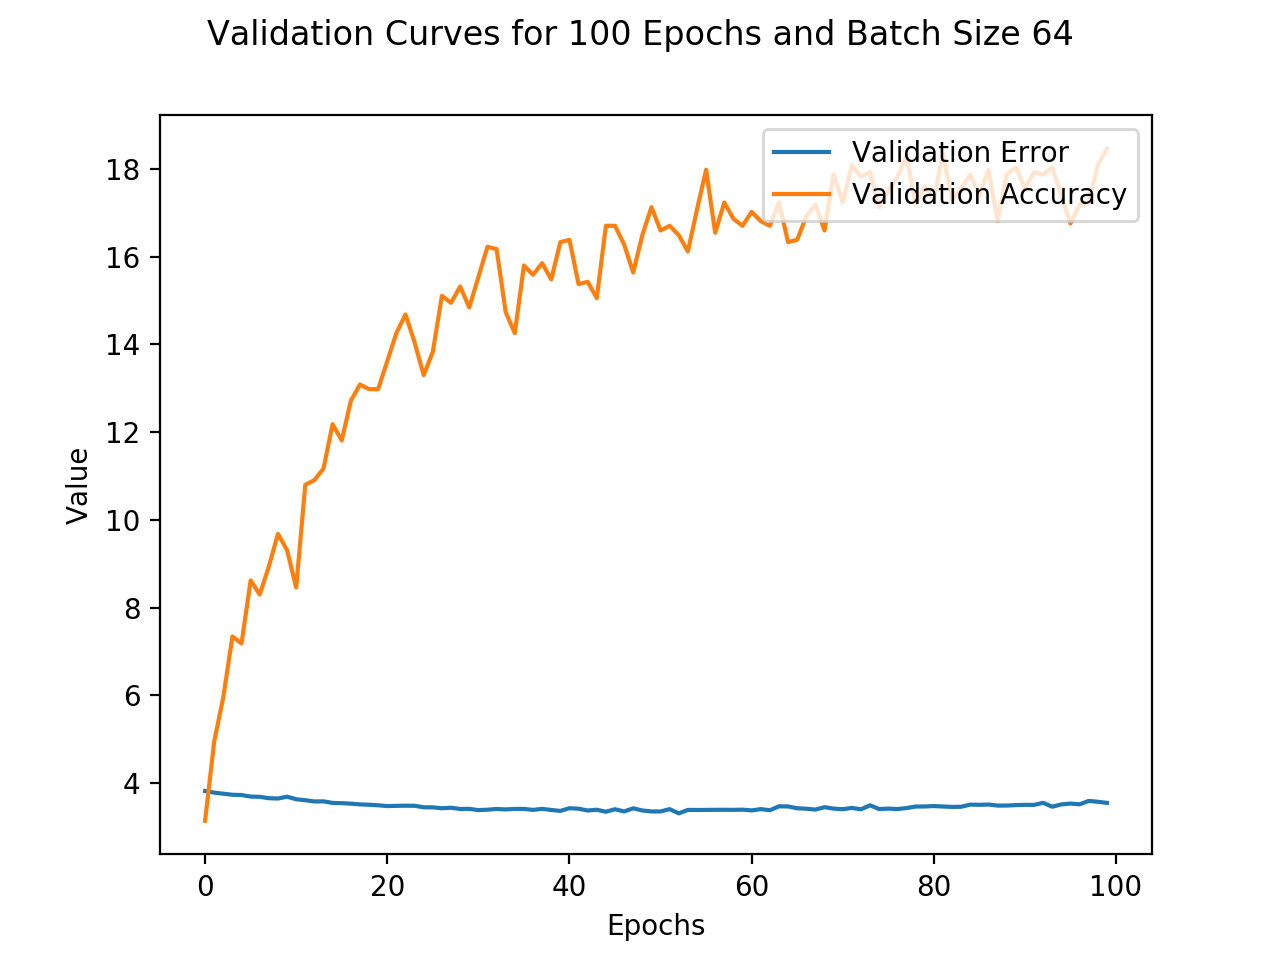 Validation Curves for 100 Epochs and Batch Size 64
Validation Error
Validation Accuracy
18
16
14
12
10
8
6
4
Value
0 20 40 60 80 100
Epochs